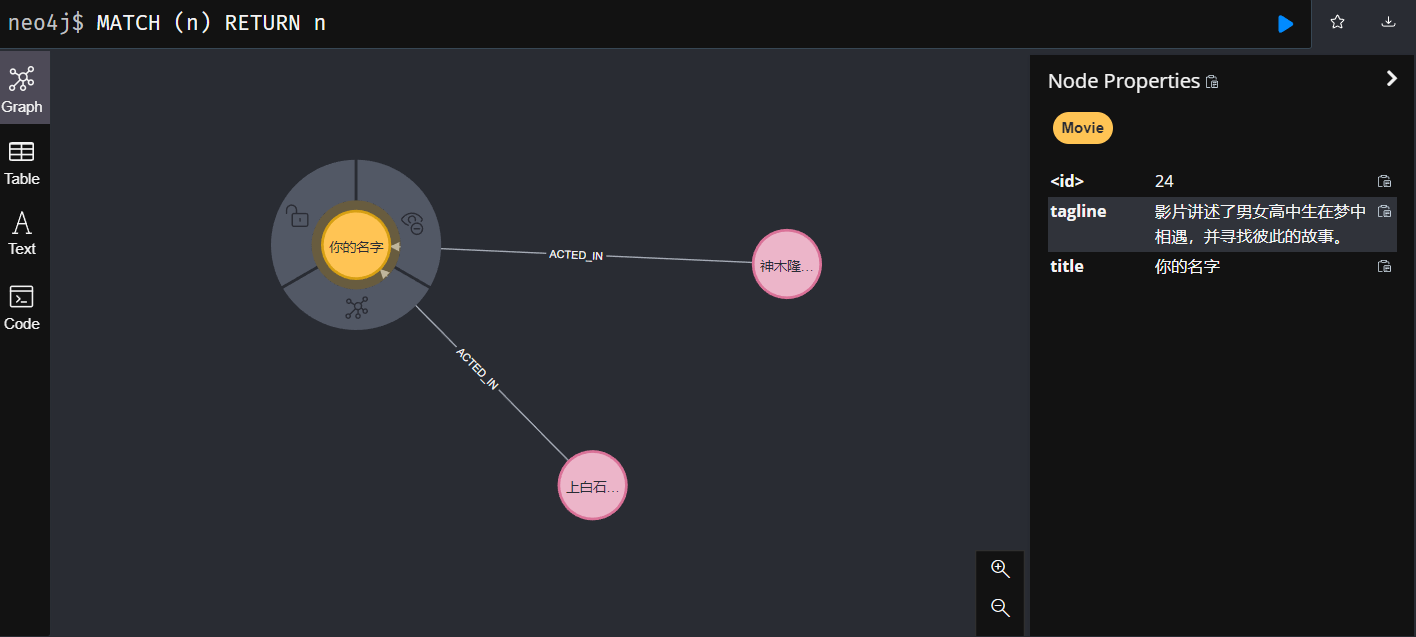 neo4j$ MATCH (n) RETURN n
Graph
Table
Text
Code
你的名字
ACTED_IN
神木隆...
ACTED_IN
上白石...
Node Properties
Movie
<id> 24
tagline 影片讲述了男女高中生在梦中
相遇，并寻找彼此的故事。
title 你的名字